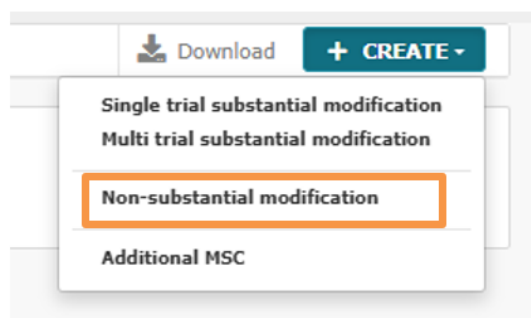 Download + CREATE
Single trial substantial modification
Multi trial substantial modification
Non-substantial modification
Additional MSC